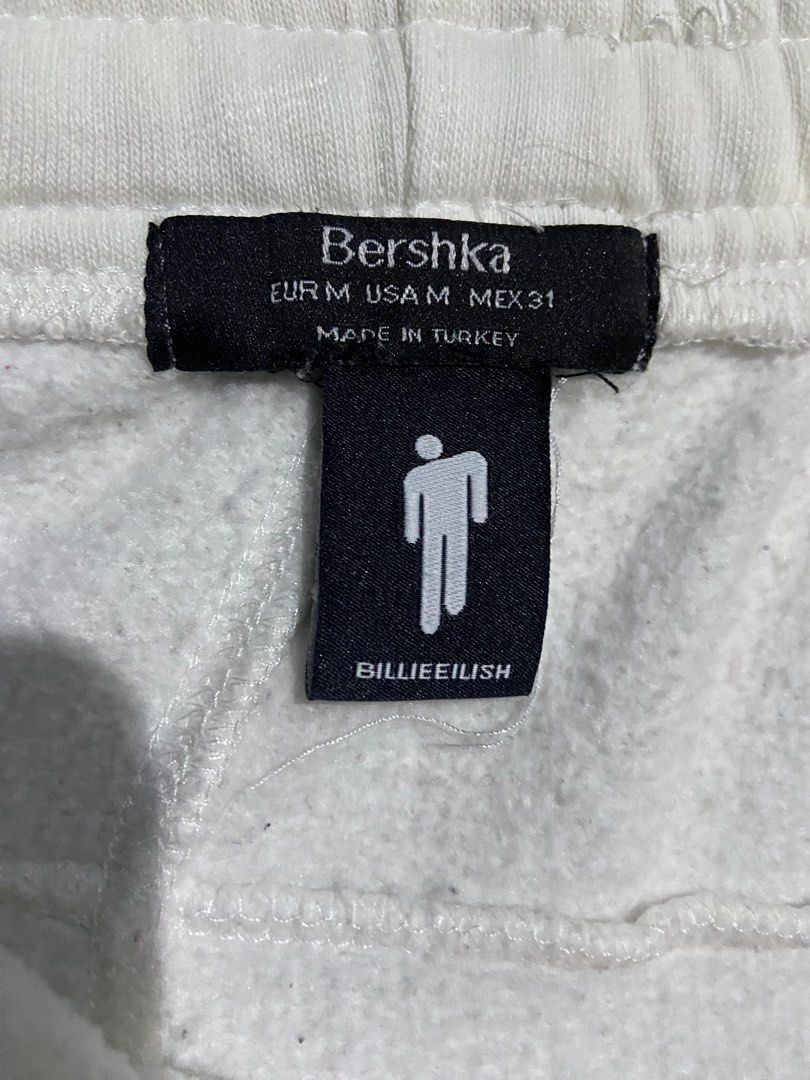 Bershka
EUR M USA M MEX 31
MADE IN TURKEY
BILLIEEILISH